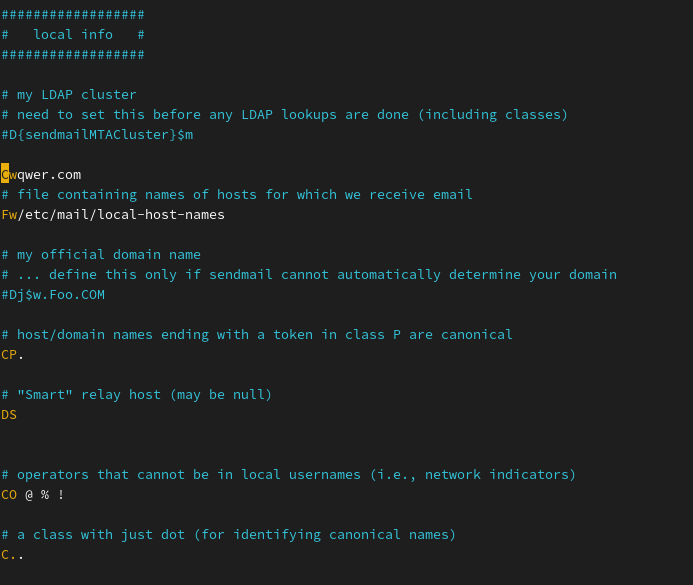 ##################
#   local info   #
##################
# my LDAP cluster
# need to set this before any LDAP lookups are done (including classes)
#D{sendmailMTACluster}$m
Cwqwer.com
# file containing names of hosts for which we receive email
Fw/etc/mail/local-host-names
# my official domain name
# ... define this only if sendmail cannot automatically determine your domain
#Dj$w.Foo.COM
# host/domain names ending with a token in class P are canonical
CP.
# "Smart" relay host (may be null)
DS
# operators that cannot be in local usernames (i.e., network indicators)
CO @ % !
# a class with just dot (for identifying canonical names)
C..